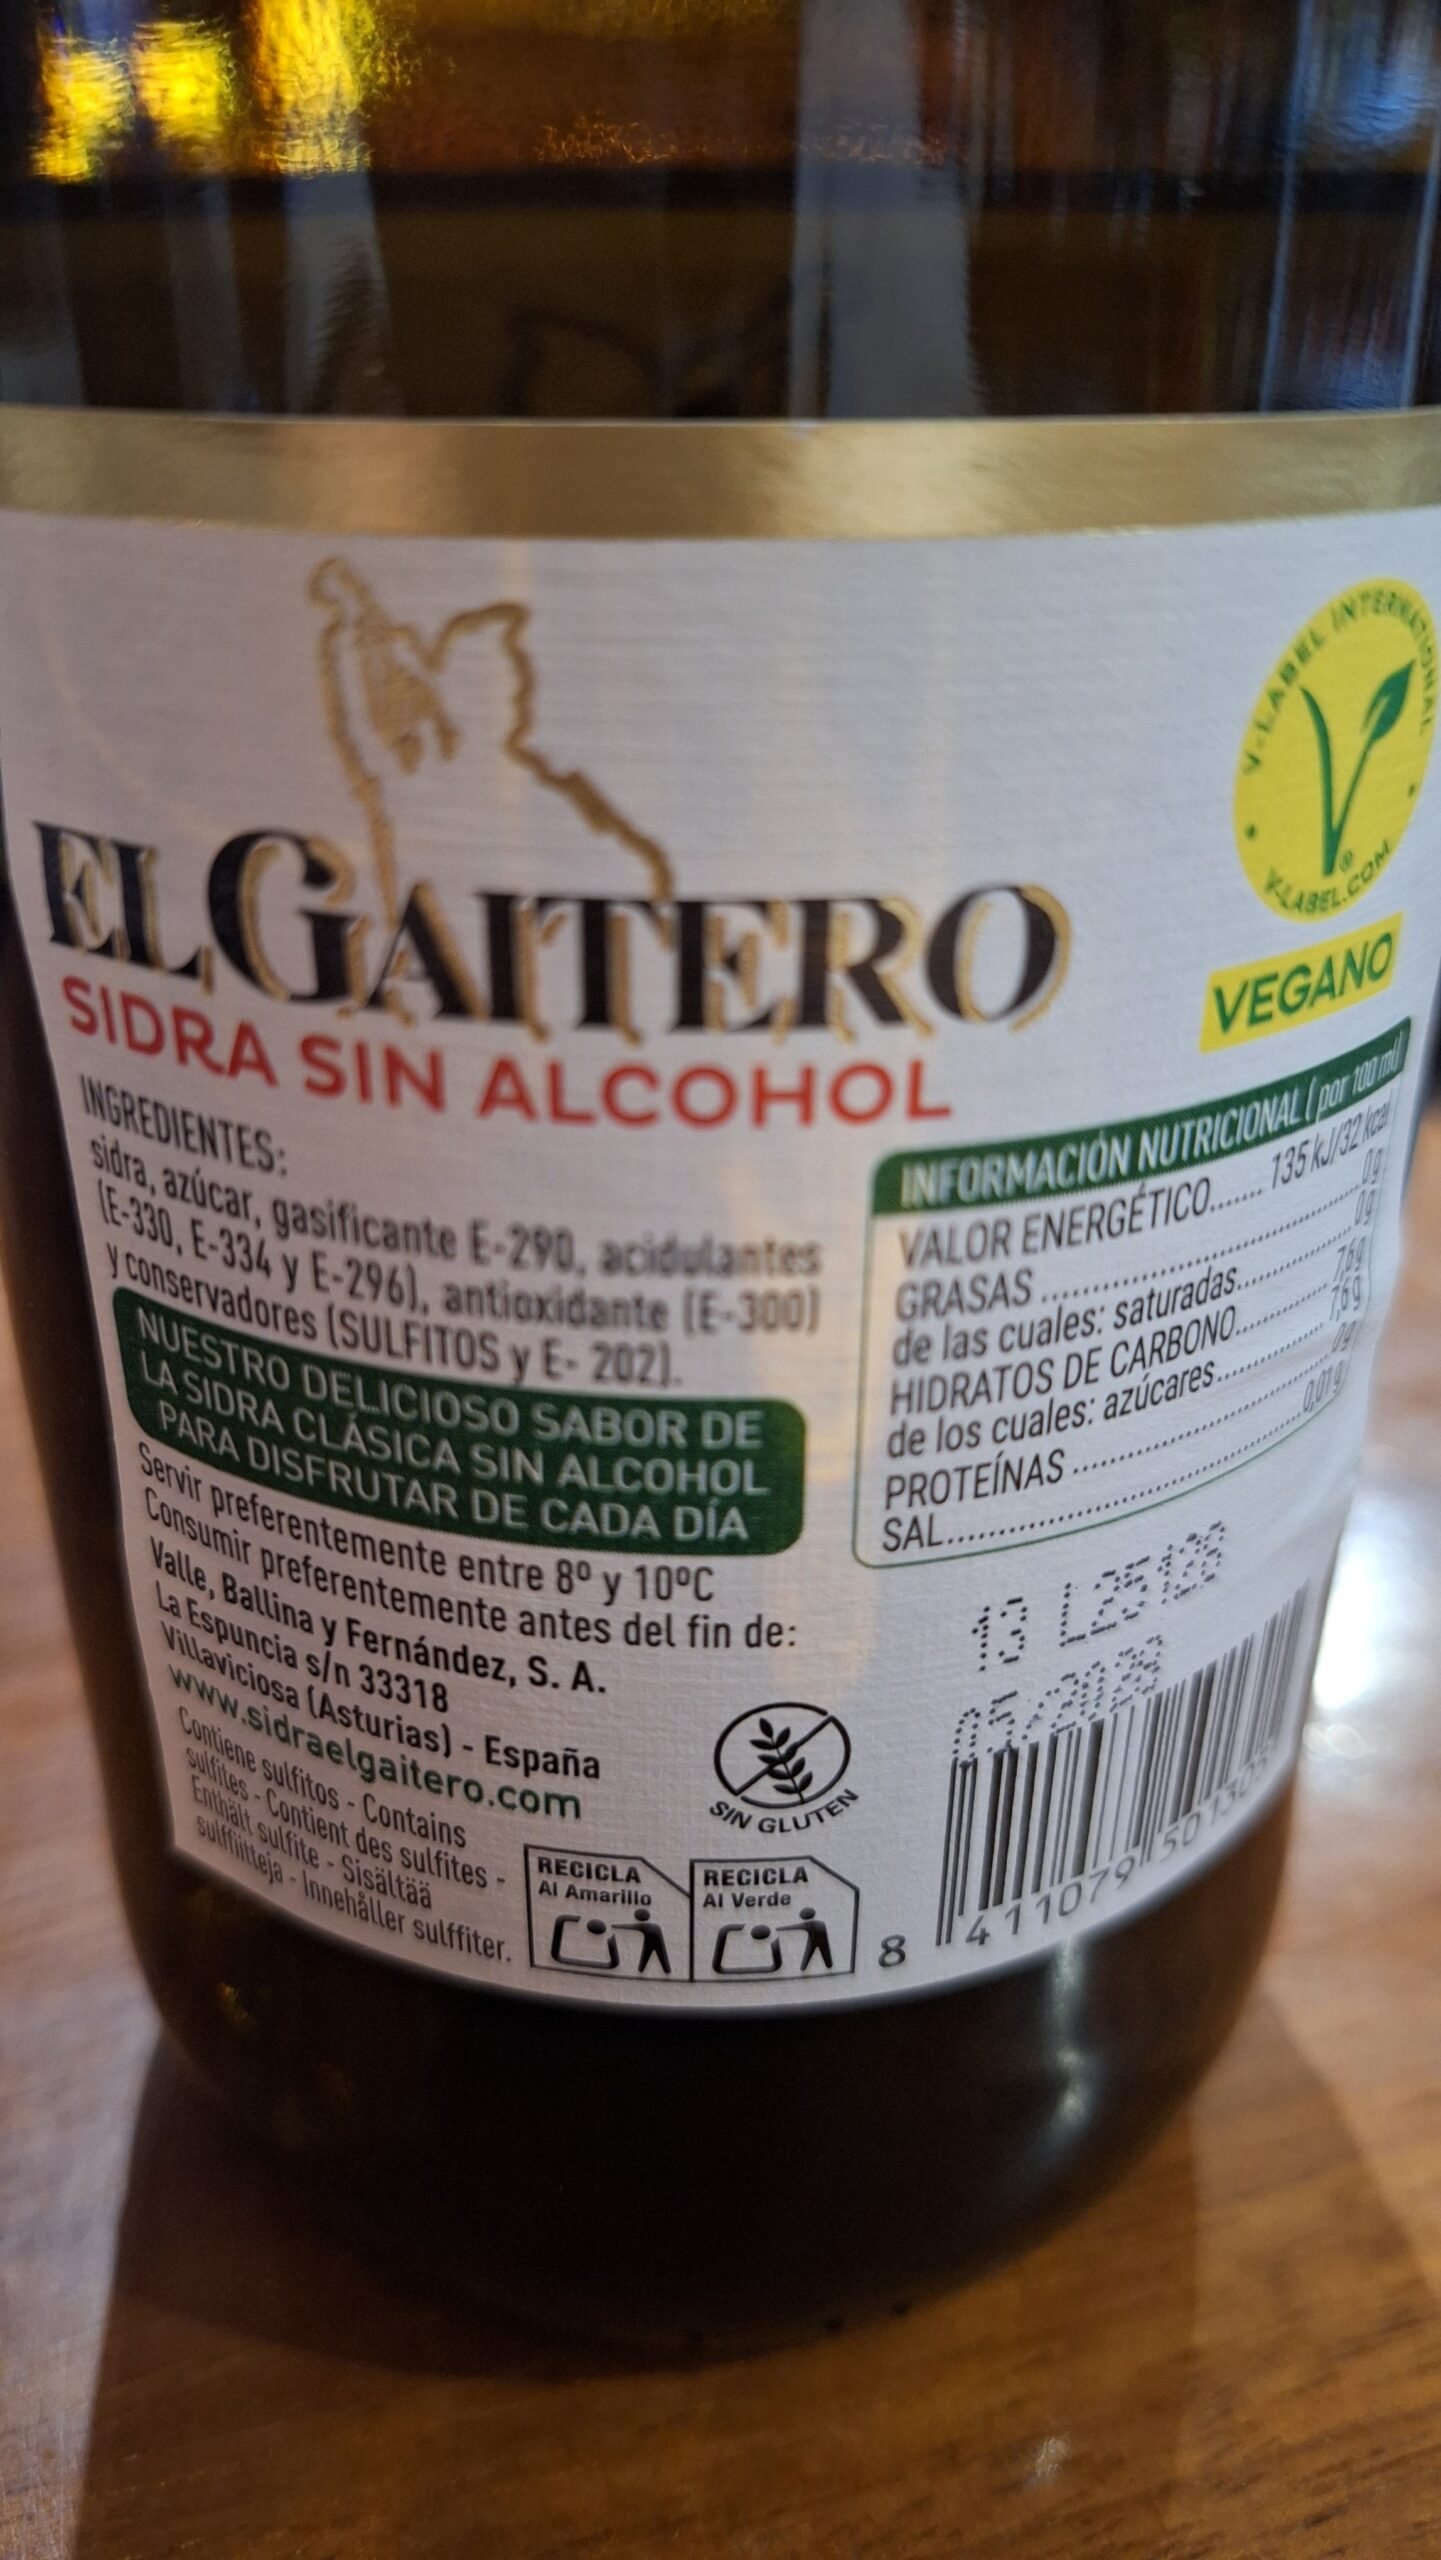 ELGAITERO
SIDRA SIN ALCOHOL
INGREDIENTES:
sidra, azúcar, gasificante E-290, acidulantes
(E-330, E-334 y E-296), antioxidante (E-300)
y conservadores (SULFITOS y E- 202).
NUESTRO DELICIOSO SABOR DE
LA SIDRA CLÁSICA SIN ALCOHOL
PARA DISFRUTAR DE CADA DÍA
Servir preferentemente entre 8º y 10ºC
Consumir preferentemente antes del fin de:
Valle, Ballina y Fernández, S. A.
La Espuncia s/n 33318
Villaviciosa (Asturias) - España
www.sidraelgaitero.com
Contiene sulfitos - Contains
sulfites - Contient des sulfites -
Enthält sulfite - Sisältää
sulffiitteja - Innehåller sulffiter.
V-LABEL INTERNATIONAL
V-LABEL.COM
VEGANO
INFORMACIÓN NUTRICIONAL (por 100 ml)
VALOR ENERGÉTICO....... 135 kJ/32 kcal
GRASAS ........................ 0g
de las cuales: saturadas........... 0g
HIDRATOS DE CARBONO........... 7,6g
de los cuales: azúcares............ 7,6g
PROTEÍNAS ........................ 0g
SAL........................ 0,01g
13
SIN GLUTEN
RECICLA
Al Amarillo
RECICLA
Al Verde
8 411079